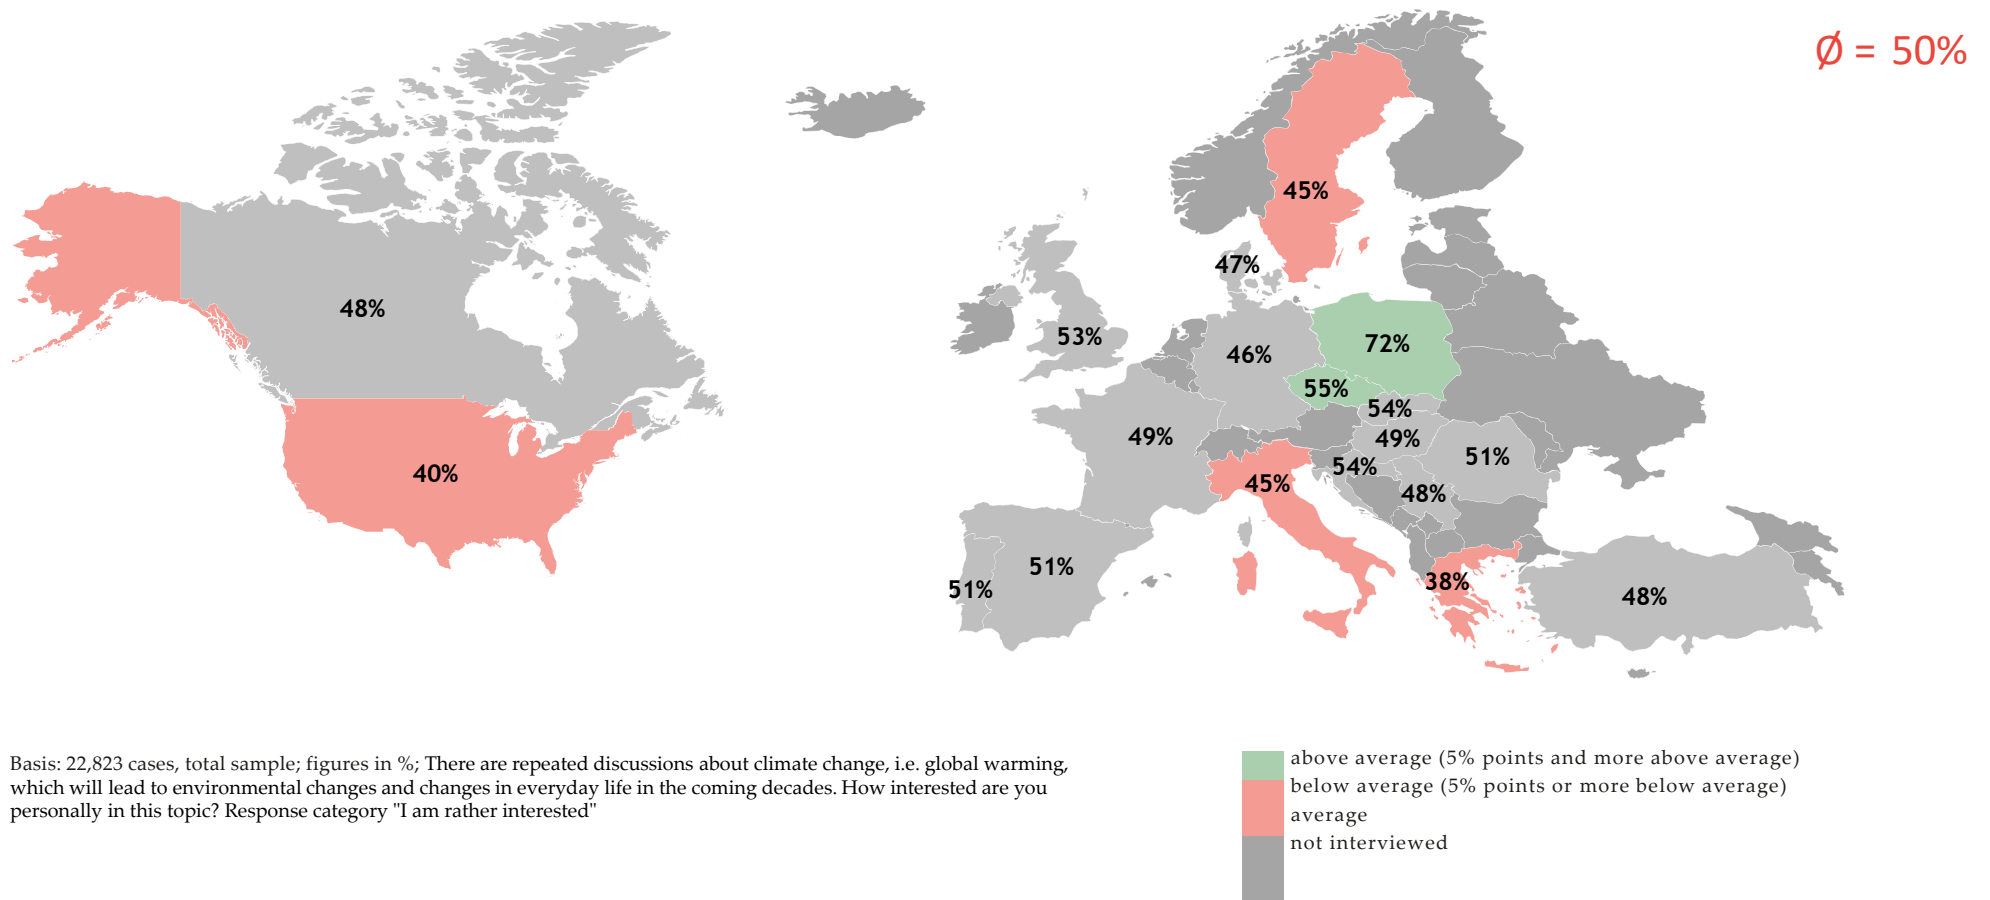 Ø = 50%
45%
47%
48%
53%
72%
46%
55%
54%
49%
49%
51%
54%
40%
45%
48%
51%
51%
38%
48%
Basis: 22,823 cases, total sample; figures in %; There are repeated discussions about climate change, i.e. global warming,
which will lead to environmental changes and changes in everyday life in the coming decades. How interested are you
personally in this topic? Response category "I am rather interested"
above average (5% points and more above average)
below average (5% points or more below average)
average
not interviewed